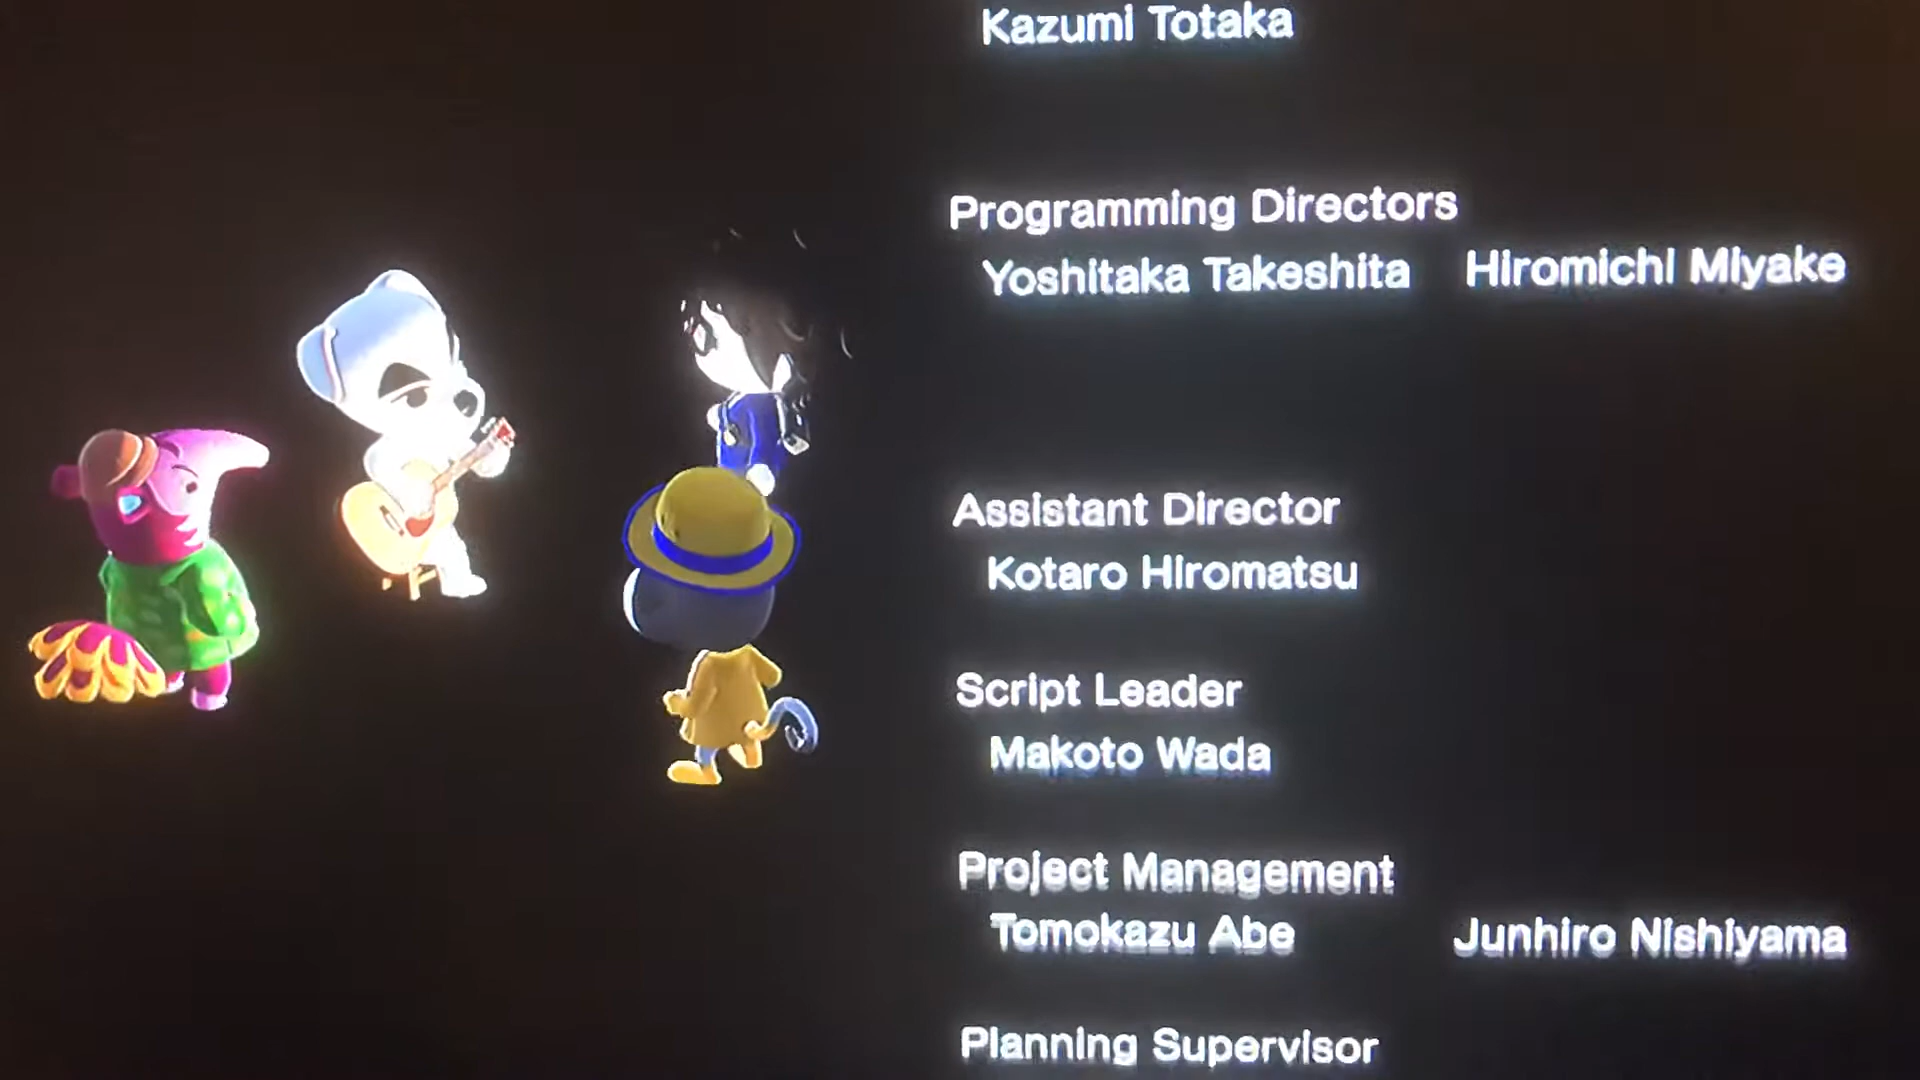 Kazumi Totaka
Programming Directors
Yoshitaka Takeshita Hiromichi Miyake
Assistant Director
Kotaro Hiromatsu
Script Leader
Makoto Wada
Project Management
Tomokazu Abe Junhiro Nishiyama
Planning Supervisor